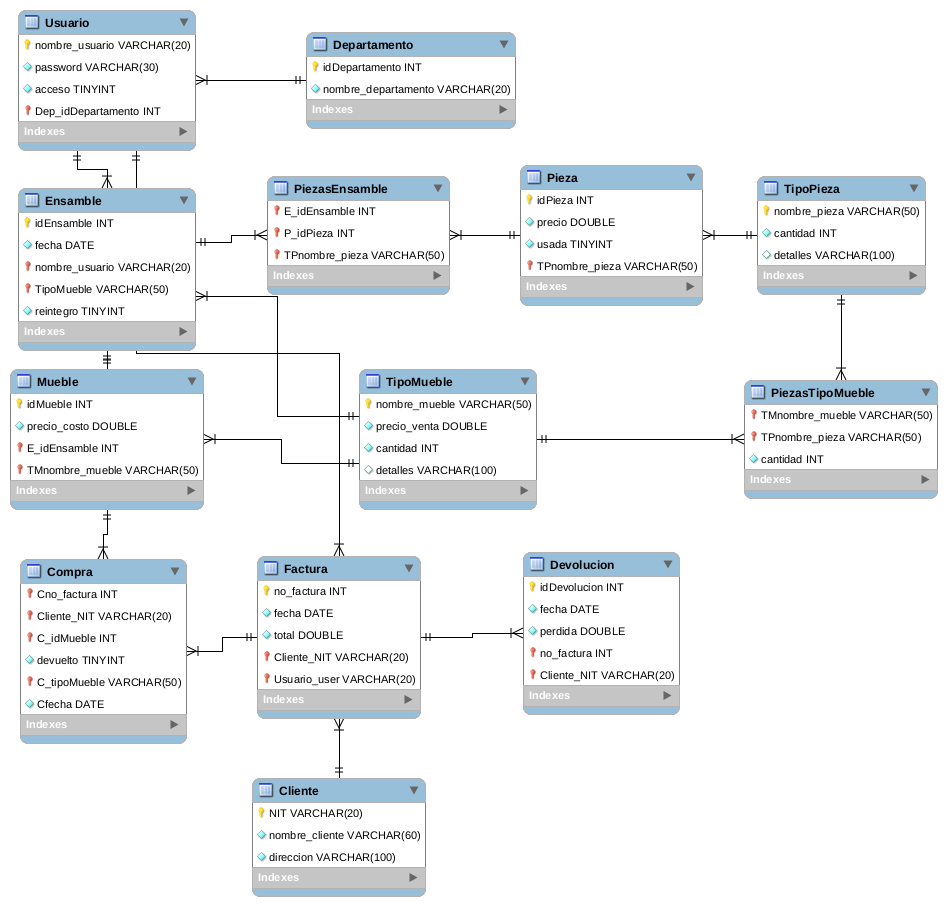 Usuario
nombre_usuario VARCHAR(20)
password VARCHAR(30)
acceso TINYINT
Dep_idDepartamento INT
Indexes
Departamento
idDepartamento INT
nombre_departamento VARCHAR(20)
Indexes
Ensamble
idEnsamble INT
fecha DATE
nombre_usuario VARCHAR(20)
TipoMueble VARCHAR(50)
reintegro TINYINT
Indexes
PiezasEnsamble
E_idEnsamble INT
P_idPieza INT
TPnombre_pieza VARCHAR(50)
Indexes
Pieza
idPieza INT
precio DOUBLE
usada TINYINT
TPnombre_pieza VARCHAR(50)
Indexes
TipoPieza
nombre_pieza VARCHAR(50)
cantidad INT
detalles VARCHAR(100)
Indexes
Mueble
idMueble INT
precio_costo DOUBLE
E_idEnsamble INT
TMnombre_mueble VARCHAR(50)
Indexes
TipoMueble
nombre_mueble VARCHAR(50)
precio_venta DOUBLE
cantidad INT
detalles VARCHAR(100)
Indexes
PiezasTipoMueble
TMnombre_mueble VARCHAR(50)
TPnombre_pieza VARCHAR(50)
cantidad INT
Indexes
Compra
Cno_factura INT
Cliente_NIT VARCHAR(20)
C_idMueble INT
devuelto TINYINT
C_tipoMueble VARCHAR(50)
Cfecha DATE
Indexes
Factura
no_factura INT
fecha DATE
total DOUBLE
Cliente_NIT VARCHAR(20)
Usuario_user VARCHAR(20)
Indexes
Devolucion
idDevolucion INT
fecha DATE
perdida DOUBLE
no_factura INT
Cliente_NIT VARCHAR(20)
Indexes
Cliente
NIT VARCHAR(20)
nombre_cliente VARCHAR(60)
direccion VARCHAR(100)
Indexes